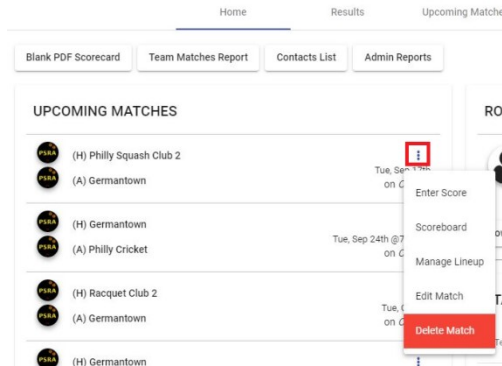 Home Results Upcoming Matche
Blank PDF Scorecard Team Matches Report Contacts List Admin Reports
UPCOMING MATCHES
RO
PSRA (H) Philly Squash Club 2
PSRA (A) Germantown
Tue, Sep 17th
on
PSRA (H) Germantown
PSRA (A) Philly Cricket
Tue, Sep 24th @7
on
PSRA (H) Racquet Club 2
PSRA (A) Germantown
Tue,
on
PSRA (H) Germantown
Enter Score
Scoreboard
Manage Lineup
Edit Match
Delete Match